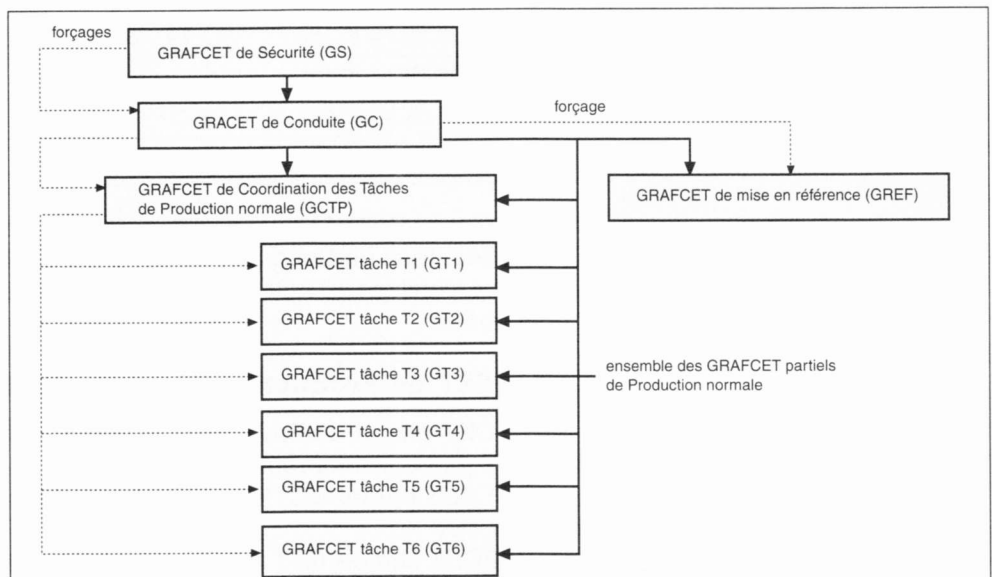 forçages
GRAFCET de Sécurité (GS)
GRACET de Conduite (GC)
forçage
GRAFCET de Coordination des Tâches
de Production normale (GCTP)
GRAFCET de mise en référence (GREF)
GRAFCET tâche T1 (GT1)
GRAFCET tâche T2 (GT2)
GRAFCET tâche T3 (GT3)
ensemble des GRAFCET partiels
de Production normale
GRAFCET tâche T4 (GT4)
GRAFCET tâche T5 (GT5)
GRAFCET tâche T6 (GT6)